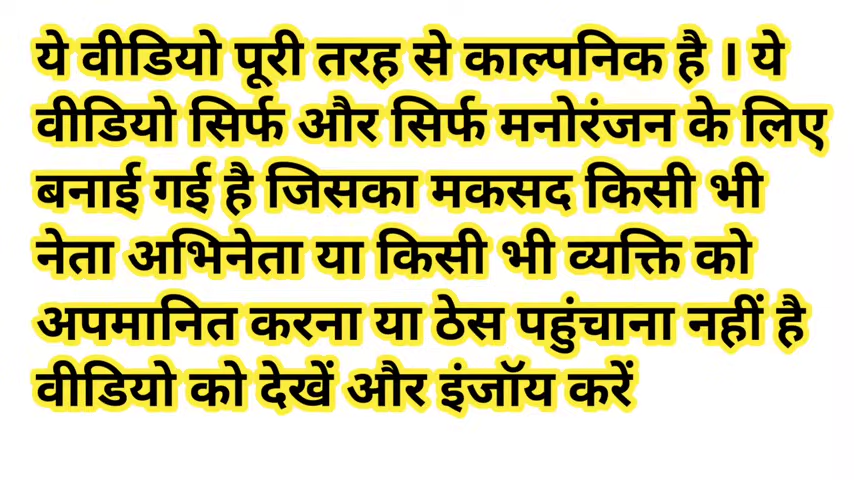 ये वीडियो पूरी तरह से काल्पनिक है । ये
वीडियो सिर्फ और सिर्फ मनोरंजन के लिए
बनाई गई है जिसका मकसद किसी भी
नेता अभिनेता या किसी भी व्यक्ति को
अपमानित करना या ठेस पहुंचाना नहीं है
वीडियो को देखें और इंजॉय करें